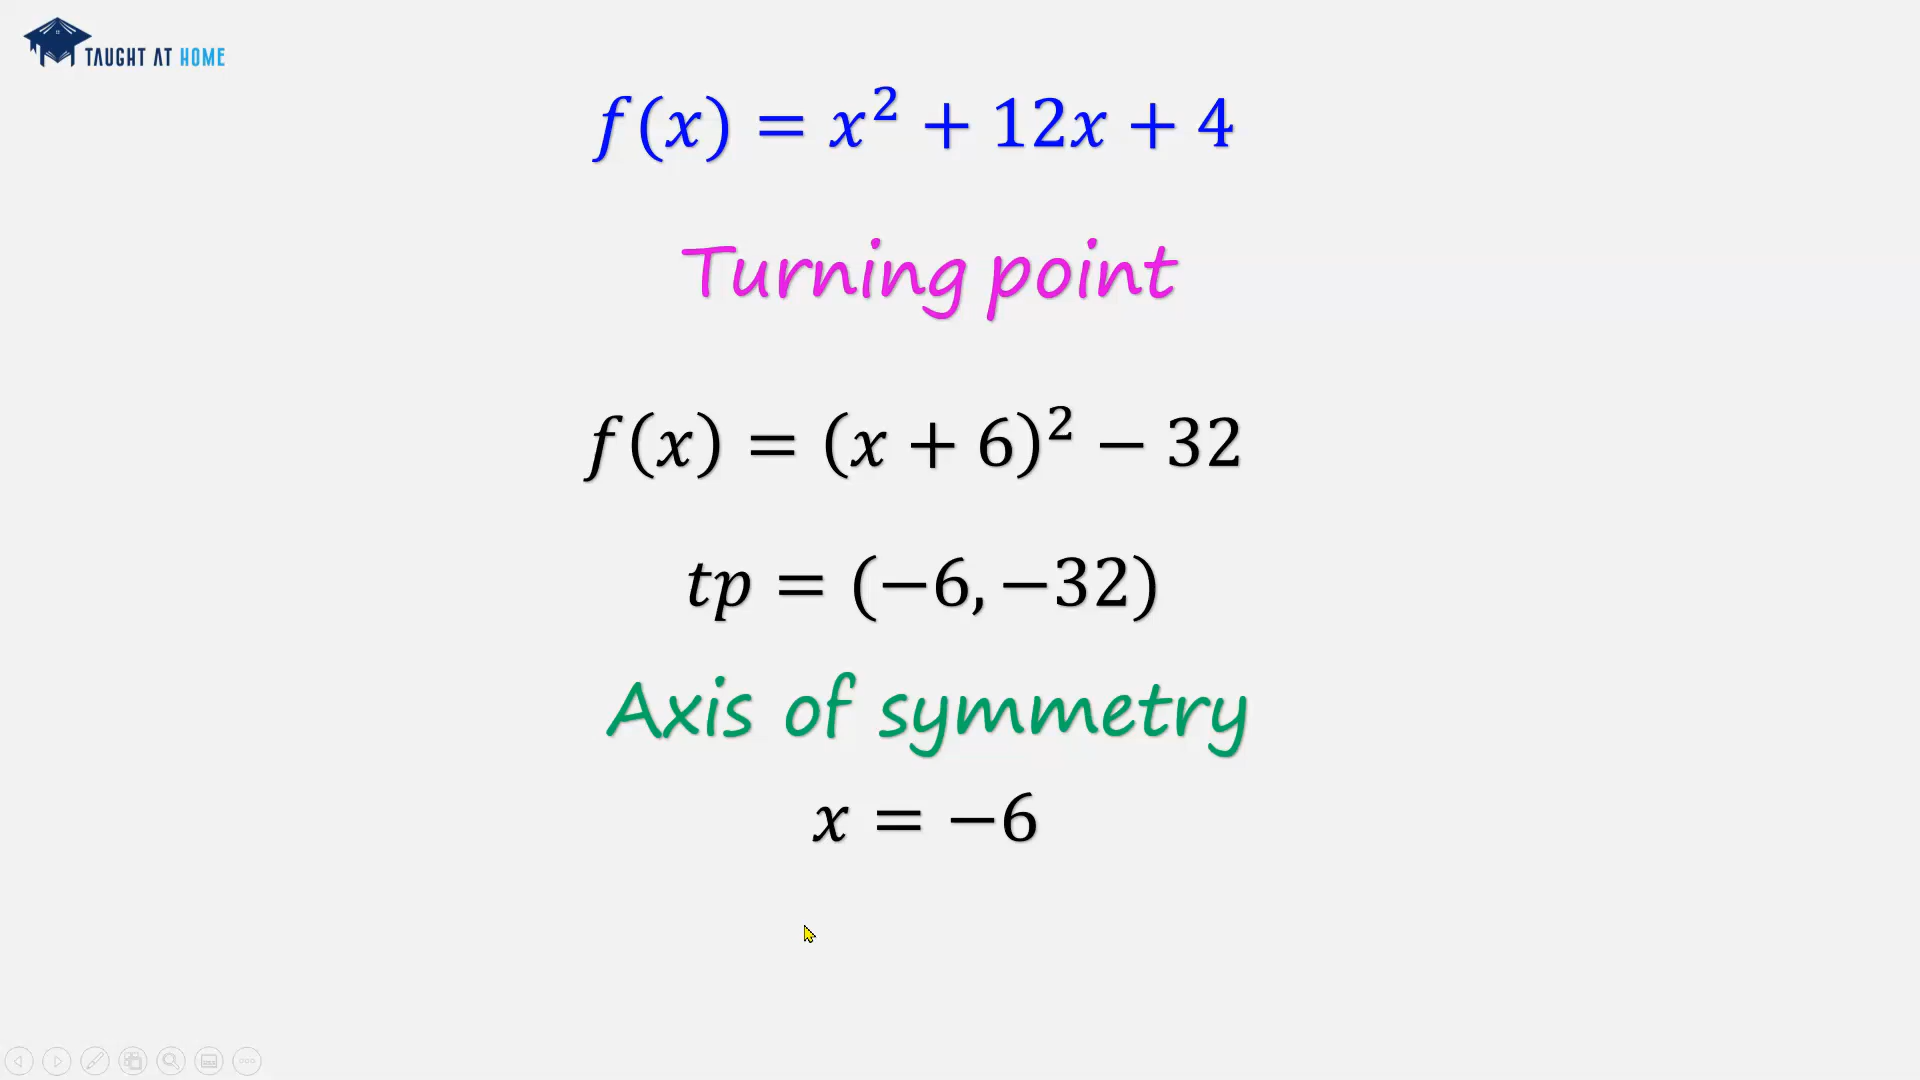 TAUGHT AT HOME
f(x) = x² + 12x + 4
Turning point
f(x) = (x + 6)² − 32
tp = (−6, −32)
Axis of symmetry
x = −6